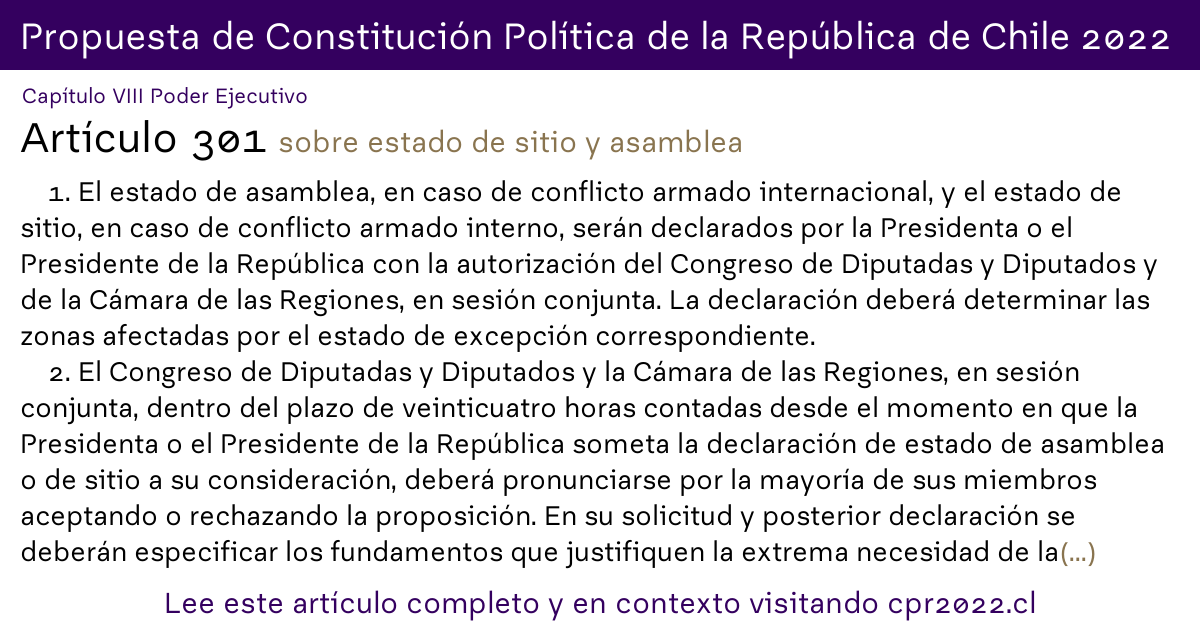 Propuesta de Constitución Política de la República de Chile 2022
Capítulo VIII Poder Ejecutivo
Artículo 301 sobre estado de sitio y asamblea
1. El estado de asamblea, en caso de conflicto armado internacional, y el estado de
sitio, en caso de conflicto armado interno, serán declarados por la Presidenta o el
Presidente de la República con la autorización del Congreso de Diputadas y Diputados y
de la Cámara de las Regiones, en sesión conjunta. La declaración deberá determinar las
zonas afectadas por el estado de excepción correspondiente.
2. El Congreso de Diputadas y Diputados y la Cámara de las Regiones, en sesión
conjunta, dentro del plazo de veinticuatro horas contadas desde el momento en que la
Presidenta o el Presidente de la República someta la declaración de estado de asamblea
o de sitio a su consideración, deberá pronunciarse por la mayoría de sus miembros
aceptando o rechazando la proposición. En su solicitud y posterior declaración se
deberán especificar los fundamentos que justifiquen la extrema necesidad de la(...)
Lee este artículo completo y en contexto visitando cpr2022.cl